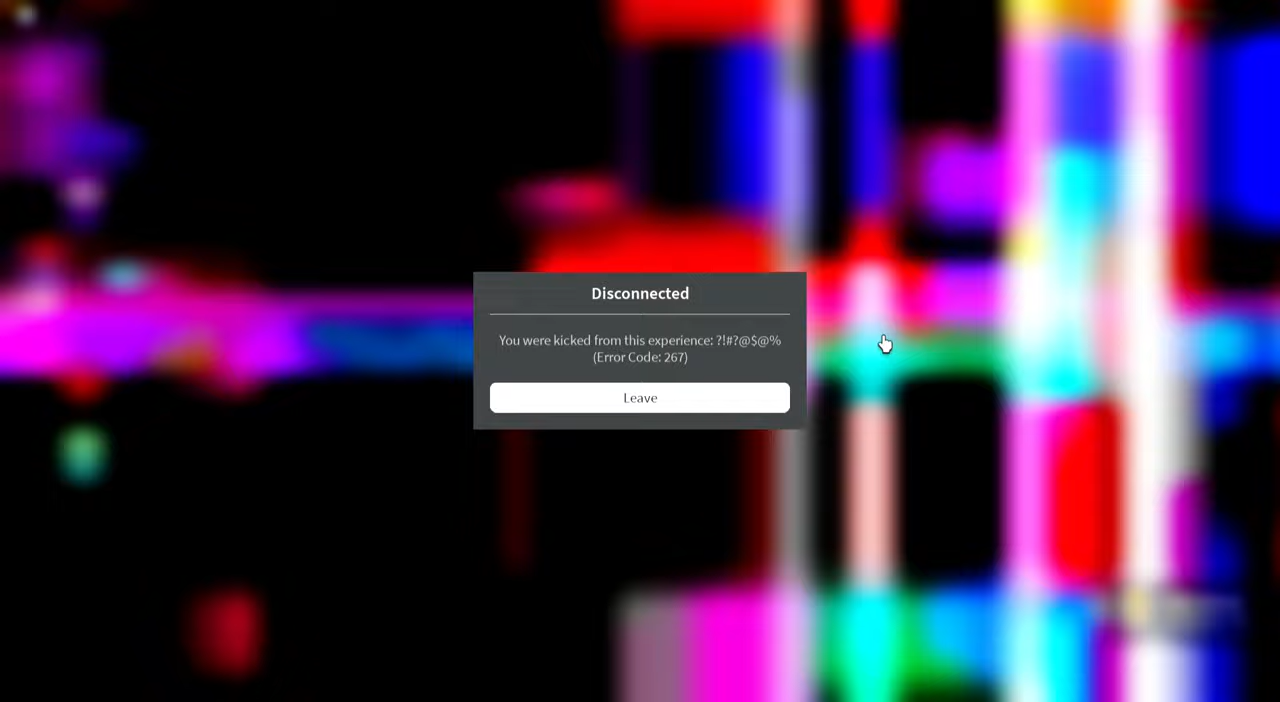 Disconnected
You were kicked from this experience: ?!#?@$@%
(Error Code: 267)
Leave